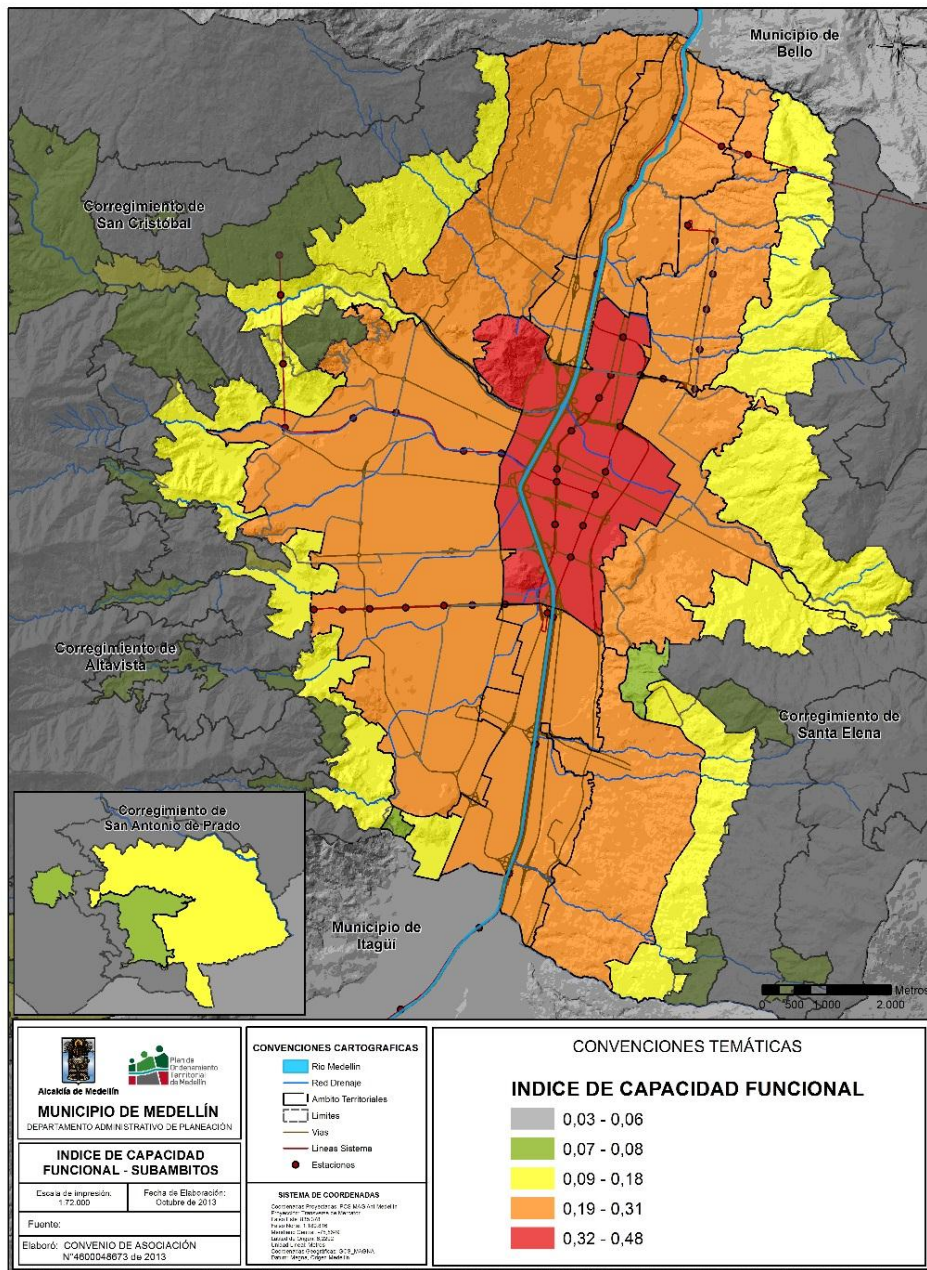 Municipio de
Bello
Corregimiento de
San Cristóbal
Corregimiento de
Altavista
Corregimiento de
Santa Elena
Corregimiento de
San Antonio de Prado
Municipio de
Itagüí
Metros
0 500 1.000 2.000
Alcaldía de Medellín
Plan de
Ordenamiento
Territorial
de Medellín
MUNICIPIO DE MEDELLÍN
DEPARTAMENTO ADMINISTRATIVO DE PLANEACIÓN
INDICE DE CAPACIDAD
FUNCIONAL - SUBAMBITOS
Escala de impresión:
1:72.000
Fecha de Elaboración:
Octubre de 2013
Fuente:
Elaboró: CONVENIO DE ASOCIACIÓN
N°4600048673 de 2013
CONVENCIONES CARTOGRAFICAS
Río Medellín
Red Drenaje
Ambito Territoriales
Limites
Vias
Lineas Sistema
Estaciones
SISTEMA DE COORDENADAS
CONVENCIONES TEMÁTICAS
INDICE DE CAPACIDAD FUNCIONAL
0,03 - 0,06
0,07 - 0,08
0,09 - 0,18
0,19 - 0,31
0,32 - 0,48